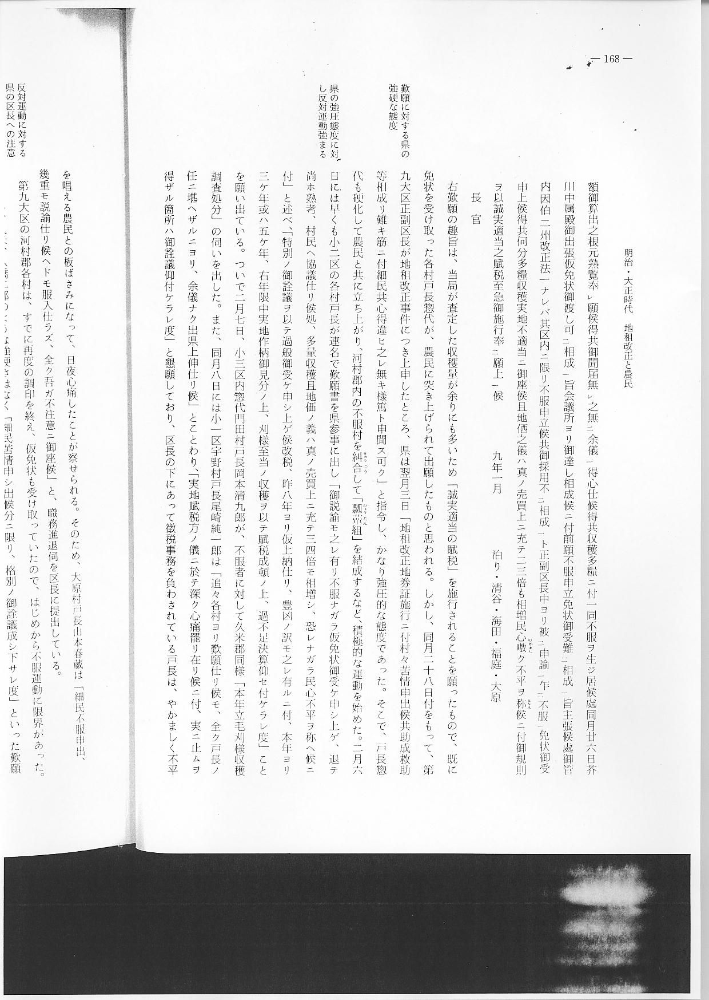 ― 168 ―
明治・大正時代　地租改正と農民
額御算出之根元熟覧奉レ願候得共御聞届無レ之無ニ余儀一得心仕候得共収穫多糧ニ付一同不服ヲ生ジ居候處同月廿六日芥
川中属殿御出張仮免状御渡し可ニ相成一旨会議所ヨリ御達し相成候ニ付前願不服申立免状御受難ニ相成一旨主張候處御管
内因伯二州改正法一ナレバ其区内ニ限リ不服申立候共御採用不ニ相成一ト正副区長中ヨリ被ニ申諭一乍ニ不服一免状御受
申上候得共何分多糧収穫実地不適当ニ御座候且地価之儀ハ真ノ売買上ニ充テ二三倍も相増民心嗷ク不平ヲ称候ニ付御規則
ヲ以誠実適当之賦税至急御施行奉ニ願上一候　九年一月　泊り・清谷・海田・福庭・大原
長　官
右歎願の趣旨は、当局が査定した収穫量が余りにも多いため「誠実適当の賦税」を施行されることを願ったもので、既に
免状を受け取った各村戸長惣代が、農民に突き上げられて出願したものと思われる。しかし、同月二十八日付をもって、第
歎願に対する県の
強硬な態度
九大区正副区長が地租改正事件につき上申したところ、県は翌月三日「地租改正地券証施行ニ付村々苦情申出候共助成救助
等相成リ難キ筋ニ付細民共心得違ヒ之レ無キ様篤ト申聞ス可ク」と指令し、かなり強圧的な態度であった。そこで、戸長惣
代も硬化して農民と共に立ち上がり、河村郡内の不服村を糾合して「瓢箪組」を結成するなど、積極的な運動を始めた。二月六
県の強圧態度に対
し反対運動強まる
日には早くも小二区の各村戸長が連名で歎願書を県参事に出し「御説諭モ之レ有リ不服ナガラ仮免状御受ケ申シ上ゲ、退テ
尚ホ熟考、村民ヘ協議仕リ候処、多量収穫且地価ノ義ハ真ノ売買上ニ充テ三四倍モ相増シ、恐レナガラ民心不平ヲ称ヘ候ニ
付」と述べ、「特別ノ御詮議ヲ以テ過般御受ケ申シ上ゲ候改税、昨八年ヨリ仮上納仕リ、豊凶ノ訳モ之レ有ルニ付、本年ヨリ
三ケ年或ハ五ケ年、右年限中実地作柄御見分ノ上、刈様至当ノ収穫ヲ以テ賦税成頓ノ上、過不足決算仰セ付ケラレ度」こと
を願い出ている。ついで二月七日、小三区内惣代門田村戸長岡本清九郎が、不服者に対して久米郡同様「本年立毛刈様収穫
調査処分」の伺いを出した。また、同月八日には小一区宇野村戸長尾崎純一郎は「追々各村ヨリ歎願仕リ候モ、全ク戸長ノ
任ニ堪ヘザルニヨリ、余儀ナク出県上伸仕リ候」とことわり、「実地賦税方ノ儀ニ於テ深ク心痛罷リ在リ候ニ付、実ニ止ムヲ
得ザル箇所ハ御詮議仰付ケラレ度」と懇願しており、区長の下にあって徴税事務を負わされている戸長は、やかましく不平
を唱える農民との板ばさみになって、日夜心痛したことが察せられる。そのため、大原村戸長山本春蔵は「細民不服申出、
幾重モ説諭仕リ候ヘドモ服入仕ラズ、全ク吾ガ不注意ニ御座候」と、職務進退伺を区長に提出している。
反対運動に対する
県の区長への注意
第九大区の河村郡各村は、すでに再度の調印を終え、仮免状も受け取っていたので、はじめから不服運動に限界があった。
のような強硬さはなく「細民苦情申シ出候分ニ限リ、格別ノ御詮議成シ下サレ度」といった歎願